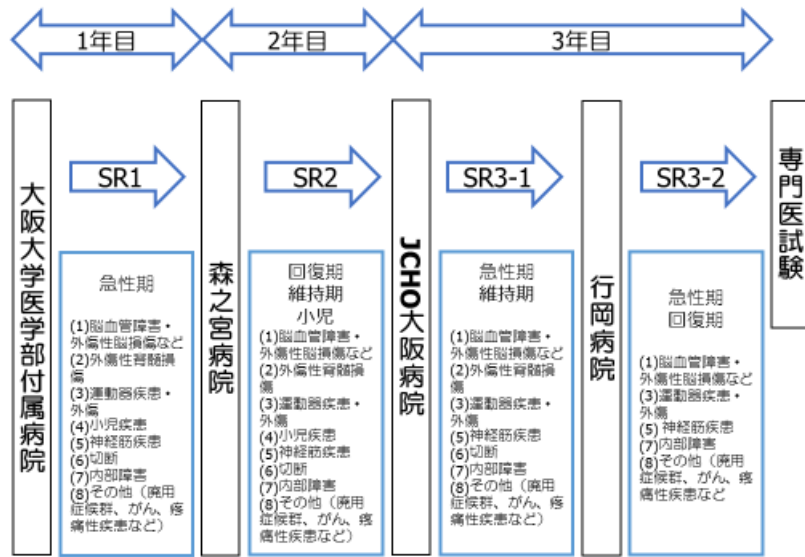 1年目
2年目
3年目
大阪大学医学部付属病院
SR1
急性期
(1)脳血管障害・
外傷性脳損傷など
(2)外傷性脊髄損
傷
(3)運動器疾患・
外傷
(4)小児疾患
(5)神経筋疾患
(6)切断
(7)内部障害
(8)その他（廃用
症候群、がん、疼
痛性疾患など）
森之宮病院
SR2
回復期
維持期
小児
(1)脳血管障害・
外傷性脳損傷など
(2)外傷性脊髄損
傷
(3)運動器疾患・
外傷
(4)小児疾患
(5)神経筋疾患
(6)切断
(7)内部障害
(8)その他（廃用
症候群、がん、疼
痛性疾患など）
JCHO大阪病院
SR3-1
急性期
維持期
(1)脳血管障害・
外傷性脳損傷など
(2)外傷性脊髄損
傷
(3)運動器疾患・
外傷
(5)神経筋疾患
(6)切断
(7)内部障害
(8)その他（廃用
症候群、がん、疼
痛性疾患など）
行岡病院
SR3-2
急性期
回復期
(1)脳血管障害・
外傷性脳損傷など
(3)運動器疾患・
外傷
(5) 神経筋疾患
(7)内部障害
(8)その他（廃用
症候群、がん、疼
痛性疾患など
専門医試験